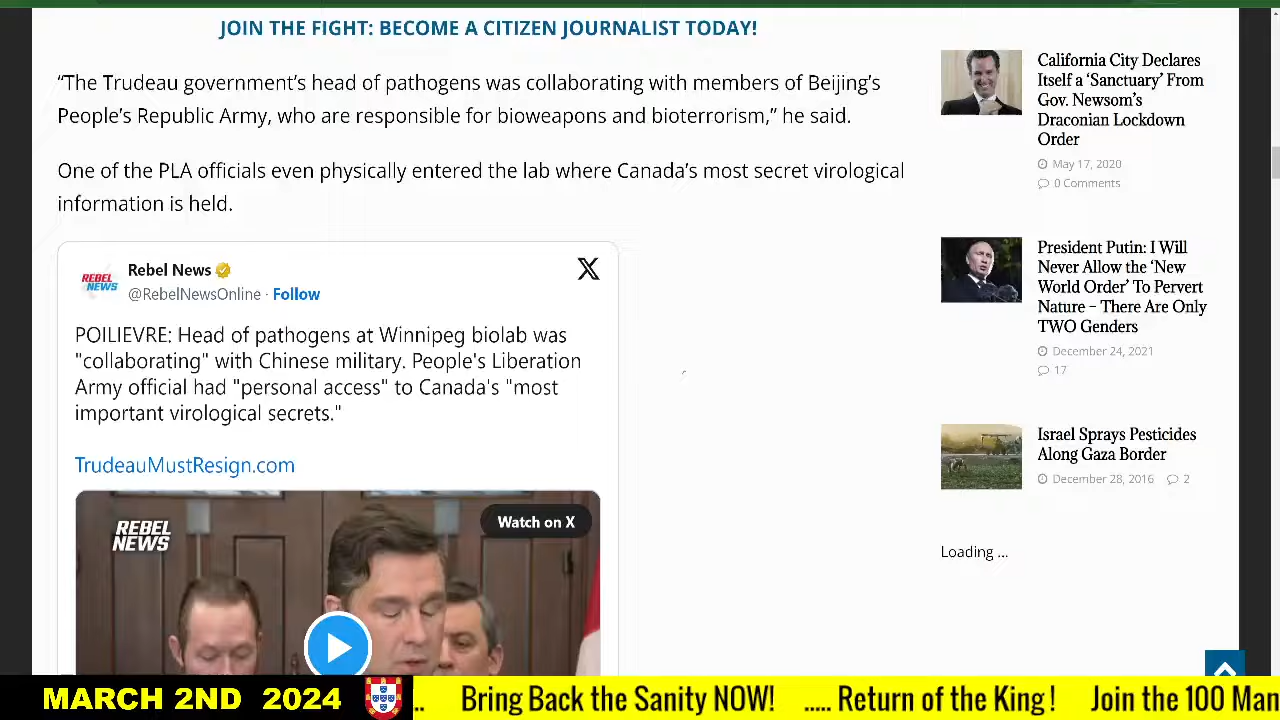 JOIN THE FIGHT: BECOME A CITIZEN JOURNALIST TODAY!
“The Trudeau government’s head of pathogens was collaborating with members of Beijing’s
People’s Republic Army, who are responsible for bioweapons and bioterrorism,” he said.
One of the PLA officials even physically entered the lab where Canada’s most secret virological
information is held.
REBEL
NEWS
Rebel News
@RebelNewsOnline · Follow
POILIEVRE: Head of pathogens at Winnipeg biolab was
"collaborating" with Chinese military. People's Liberation
Army official had "personal access" to Canada's "most
important virological secrets."
TrudeauMustResign.com
REBEL
NEWS
Watch on X
California City Declares
Itself a ‘Sanctuary’ From
Gov. Newsom’s
Draconian Lockdown
Order
May 17, 2020
0 Comments
President Putin: I Will
Never Allow the ‘New
World Order’ To Pervert
Nature – There Are Only
TWO Genders
December 24, 2021
17
Israel Sprays Pesticides
Along Gaza Border
December 28, 2016 2
Loading ...
MARCH 2ND 2024 .. Bring Back the Sanity NOW! ..... Return of the King ! Join the 100 Man